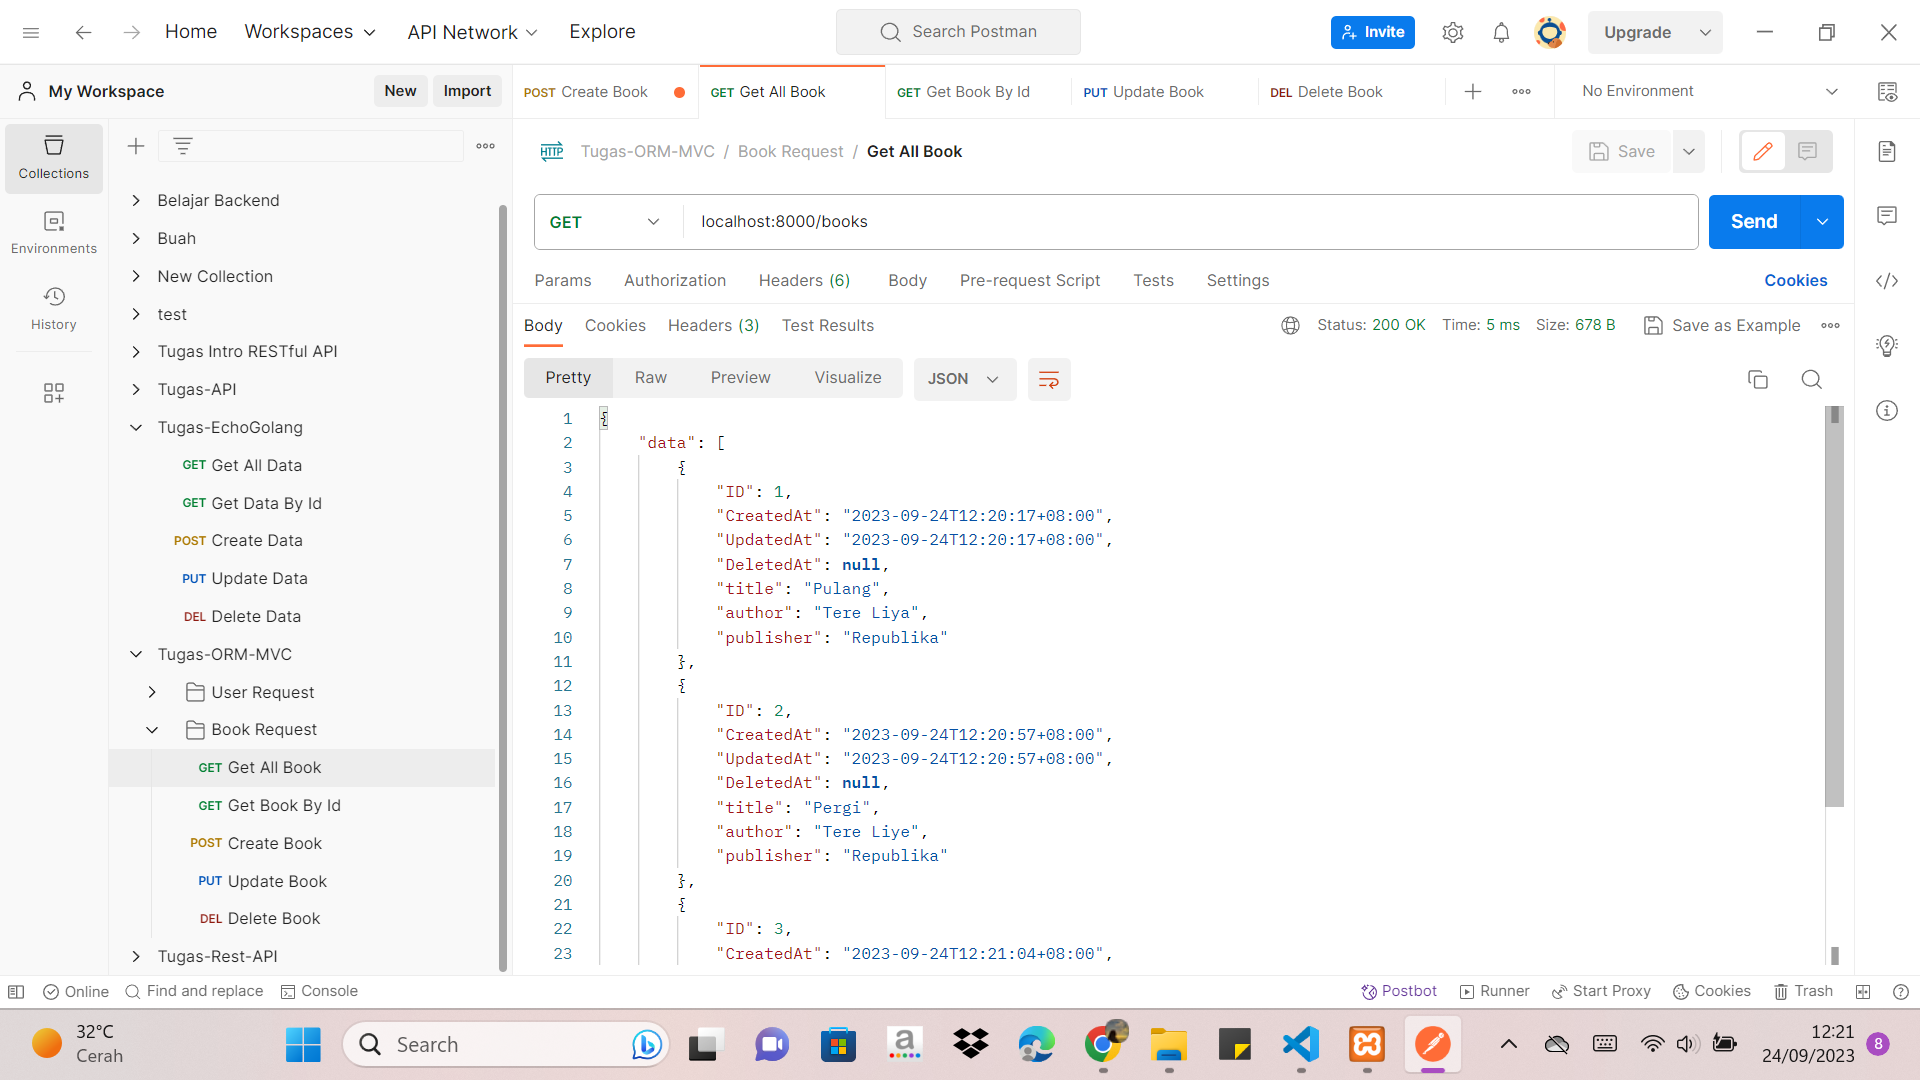 Home
Workspaces
API Network
Explore
Search Postman
Invite
Upgrade
My Workspace
New
Import
POST Create Book
GET Get All Book
GET Get Book By Id
PUT Update Book
DEL Delete Book
No Environment
Collections
Environments
History
Belajar Backend
Buah
New Collection
test
Tugas Intro RESTful API
Tugas-API
Tugas-EchoGolang
GET Get All Data
GET Get Data By Id
POST Create Data
PUT Update Data
DEL Delete Data
Tugas-ORM-MVC
User Request
Book Request
GET Get All Book
GET Get Book By Id
POST Create Book
PUT Update Book
DEL Delete Book
Tugas-Rest-API
HTTP Tugas-ORM-MVC / Book Request / Get All Book
Save
GET localhost:8000/books
Send
Params Authorization Headers (6) Body Pre-request Script Tests Settings Cookies
Body Cookies Headers (3) Test Results
Status: 200 OK Time: 5 ms Size: 678 B Save as Example
Pretty Raw Preview Visualize JSON
1 {
2 "data": [
3 {
4 "ID": 1,
5 "CreatedAt": "2023-09-24T12:20:17+08:00",
6 "UpdatedAt": "2023-09-24T12:20:17+08:00",
7 "DeletedAt": null,
8 "title": "Pulang",
9 "author": "Tere Liya",
10 "publisher": "Republika"
11 },
12 {
13 "ID": 2,
14 "CreatedAt": "2023-09-24T12:20:57+08:00",
15 "UpdatedAt": "2023-09-24T12:20:57+08:00",
16 "DeletedAt": null,
17 "title": "Pergi",
18 "author": "Tere Liye",
19 "publisher": "Republika"
20 },
21 {
22 "ID": 3,
23 "CreatedAt": "2023-09-24T12:21:04+08:00",
Online
Find and replace
Console
Postbot
Runner
Start Proxy
Cookies
Trash
32°C
Cerah
Search
12:21
24/09/2023
8